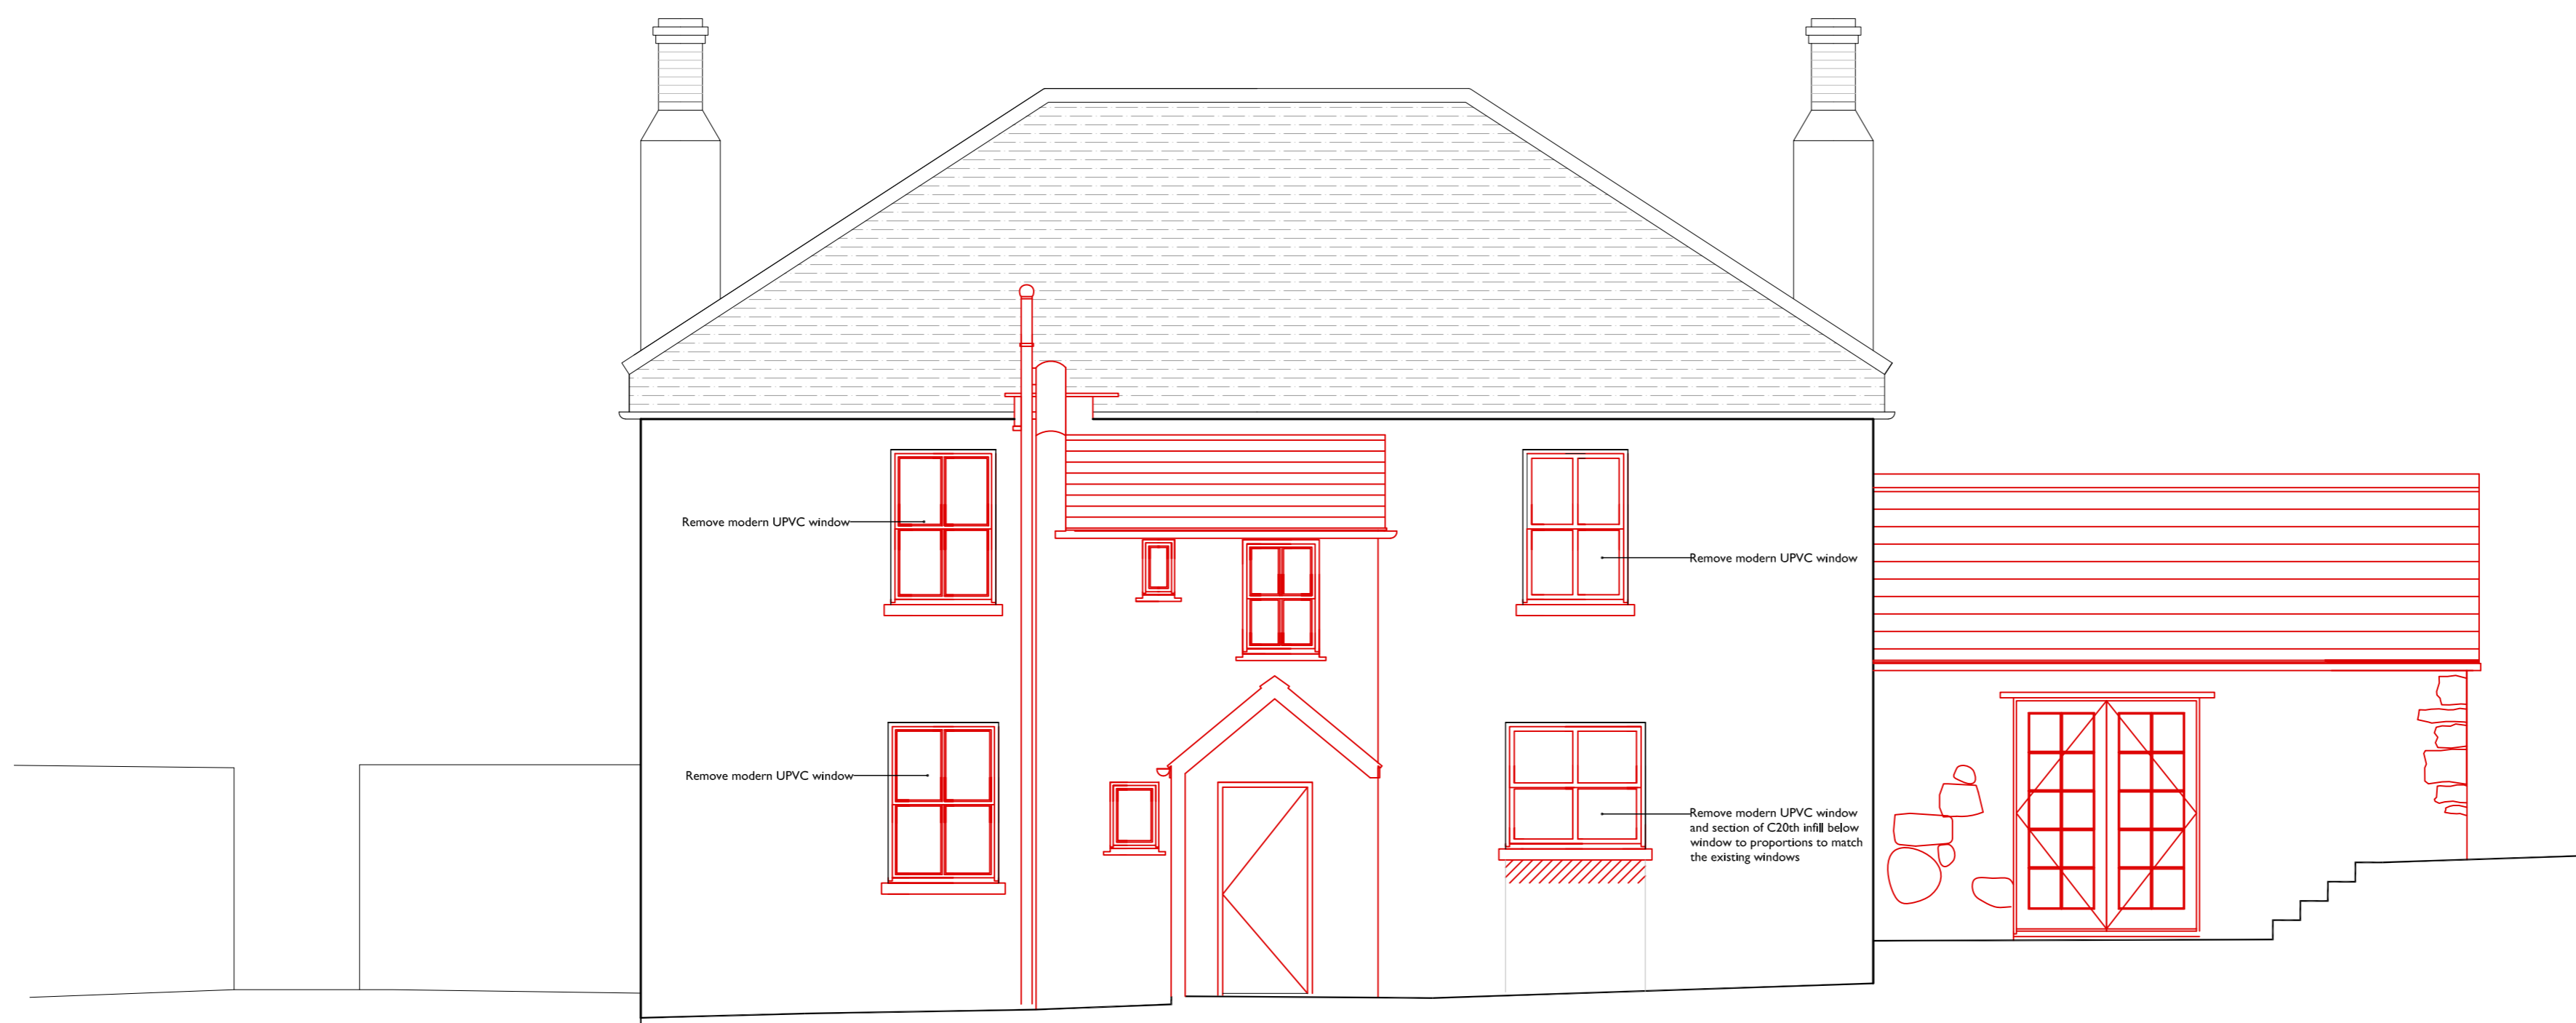 Remove modern UPVC window
Remove modern UPVC window
Remove modern UPVC window
Remove modern UPVC window
and section of C20th infill below
window to proportions to match
the existing windows